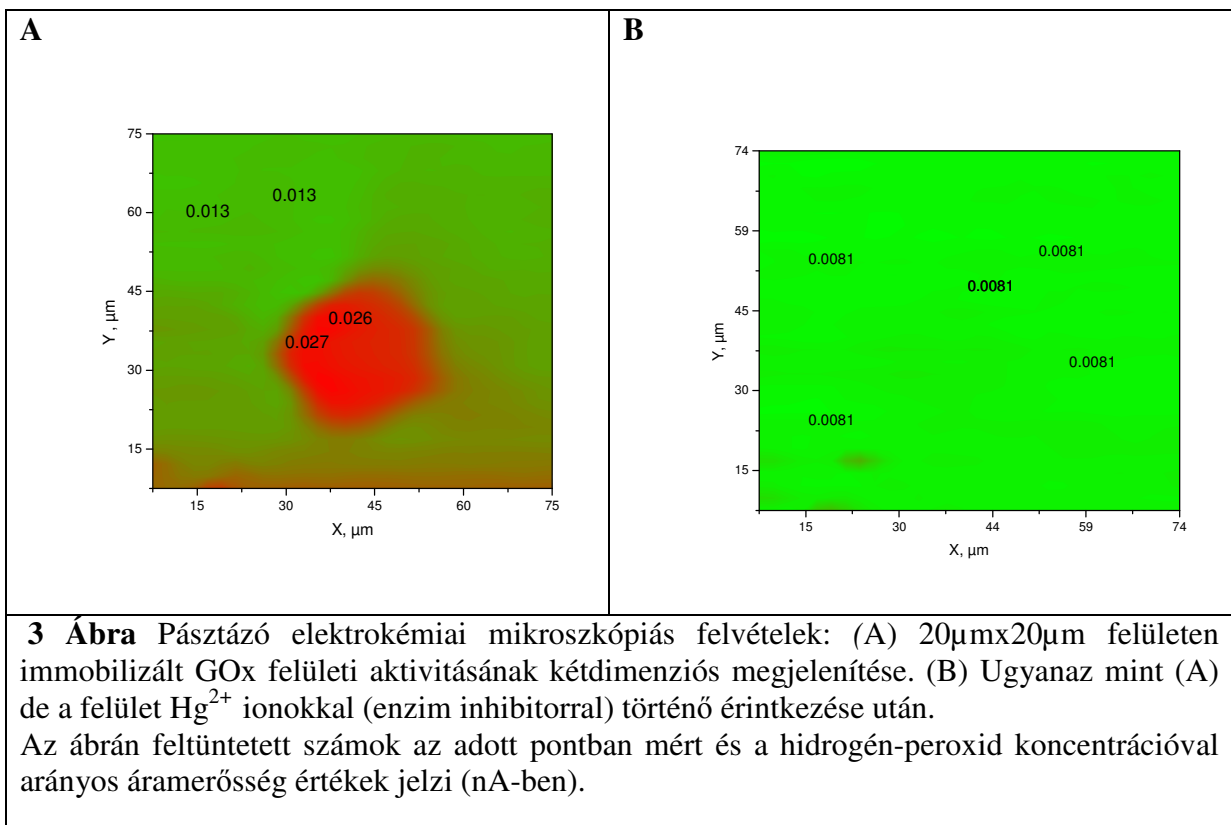 A
75
60
45
30
15
Y , µm
0.013
0.013
0.026
0.027
15
30
45
60
75
X, µm
B
74
59
45
30
15
Y, µm
0.0081
0.0081
0.0081
0.0081
0.0081
15
30
44
59
74
X, µm
3 Ábra Pásztázó elektrokémiai mikroszkópiás felvételek: (A) 20µmx20µm felületen
immobilizált GOx felületi aktivitásának kétdimenziós megjelenítése. (B) Ugyanaz mint (A)
de a felület Hg²⁺ ionokkal (enzim inhibitorral) történő érintkezése után.
Az ábrán feltüntetett számok az adott pontban mért és a hidrogén-peroxid koncentrációval
arányos áramerősség értékek jelzi (nA-ben).